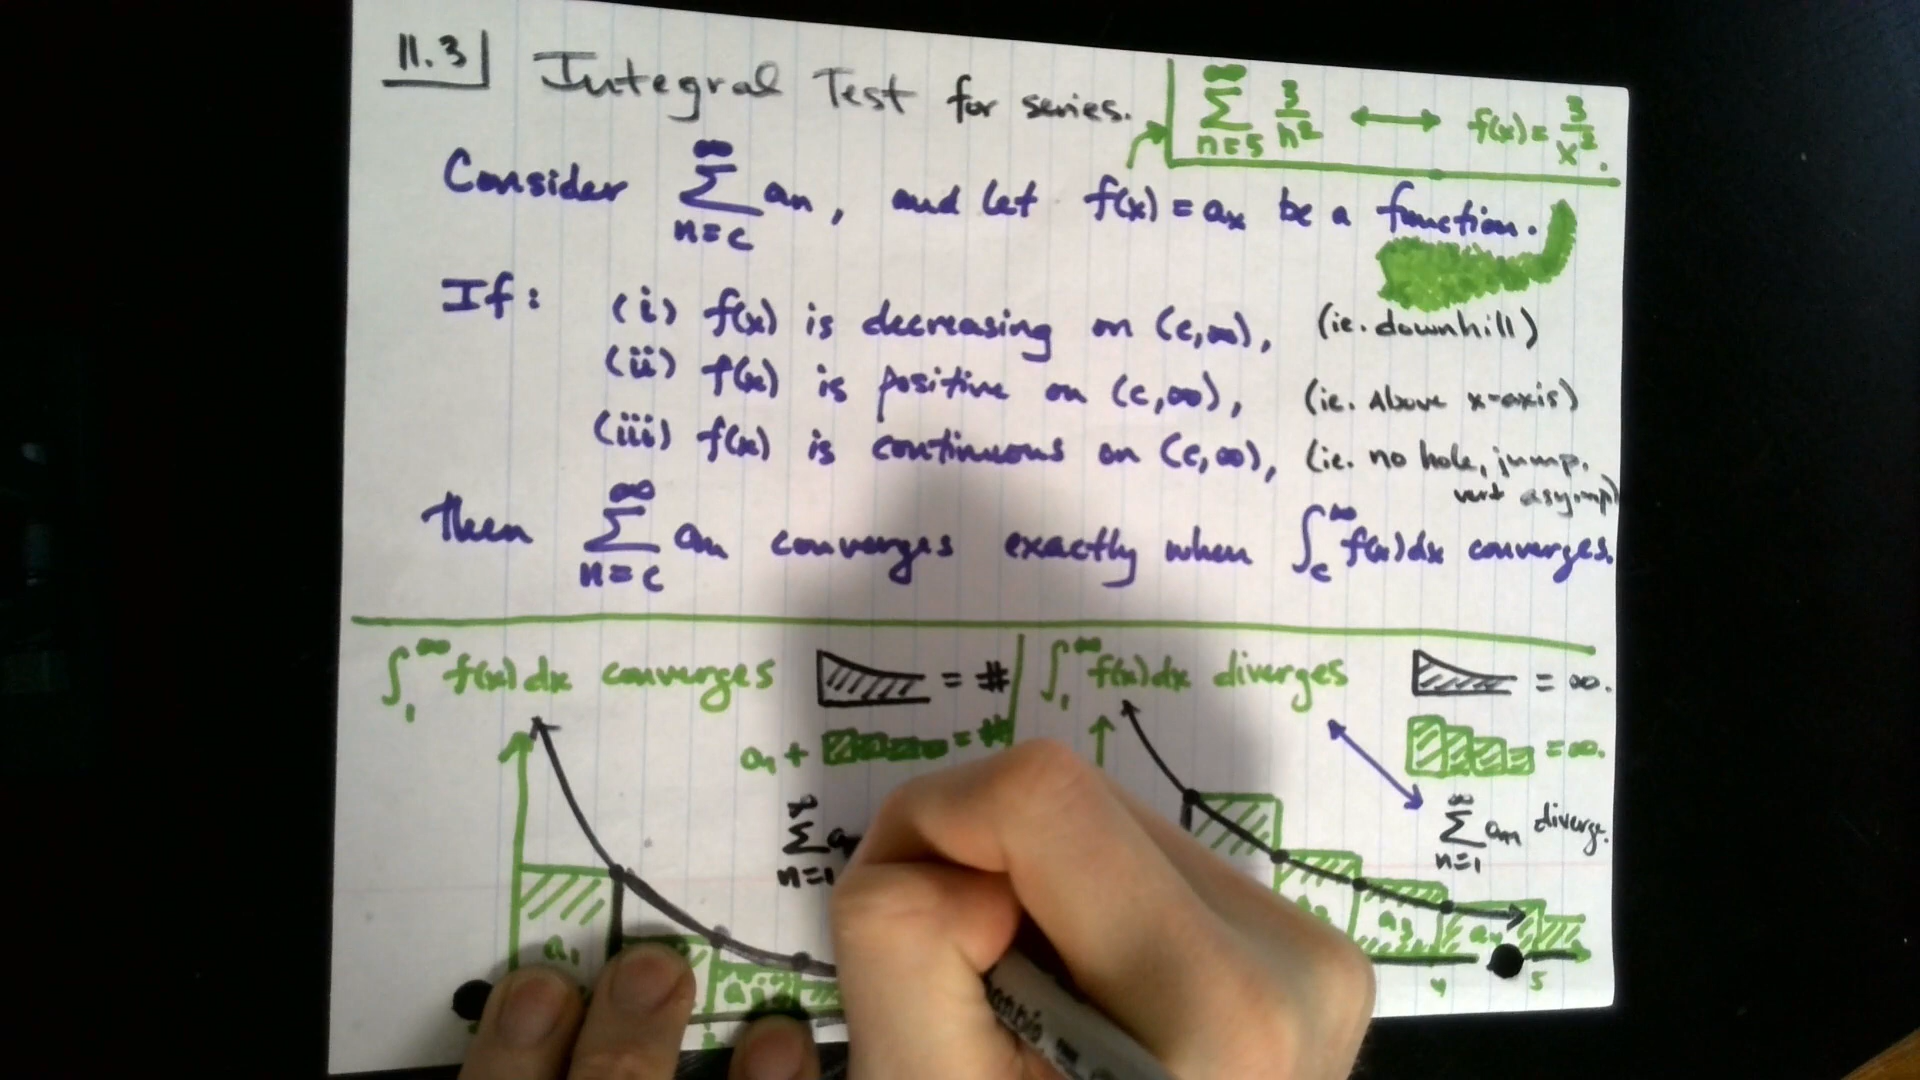 11.3 Integral Test for series.
∞ ∑ n=5 3/n² ↔ f(x) = 3/x².
Consider ∞ ∑ n=c an, and let f(x) = ax be a function.
If: (i) f(x) is decreasing on (c,∞), (ie. downhill)
(ii) f(x) is positive on (c,∞), (ie. Above x-axis)
(iii) f(x) is continuous on (c,∞), (ie. no hole, jump,
vert asymp)
Then ∞ ∑ n=c an converges exactly when ∫c∞ f(x)dx converges.
∫1∞ f(x)dx converges = #
a1 + = #
∞ ∑ n=1
a1
∫1∞ f(x)dx diverges = ∞.
= ∞.
∞ ∑ n=1 an diverge.
a3 a4
4 5